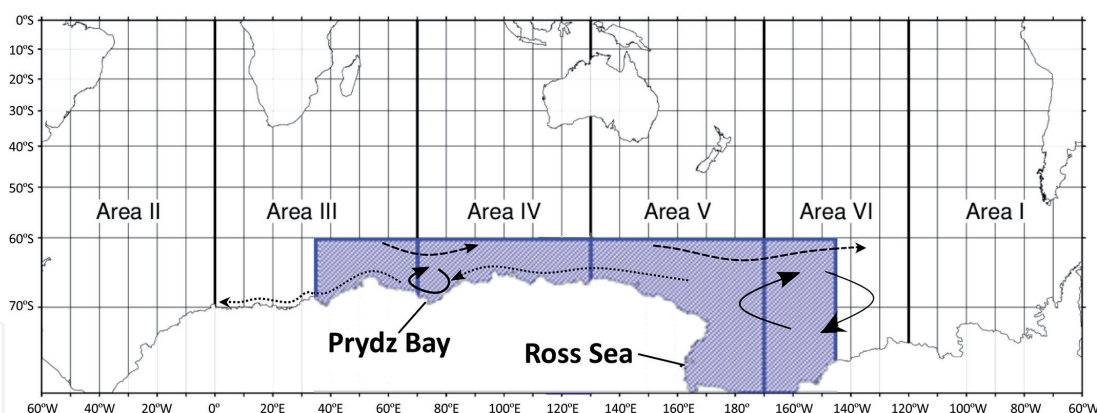 0°S
10°S
20°S
30°S
40°S
50°S
Area II Area III Area IV Area V Area VI Area I
60°S
70°S
Prydz Bay
Ross Sea
60°W 40°W 20°W 0° 20°E 40°E 60°E 80°E 100°E 120°E 140°E 160°E 180° 160°W 140°W 120°W 100°W 80°W 60°W